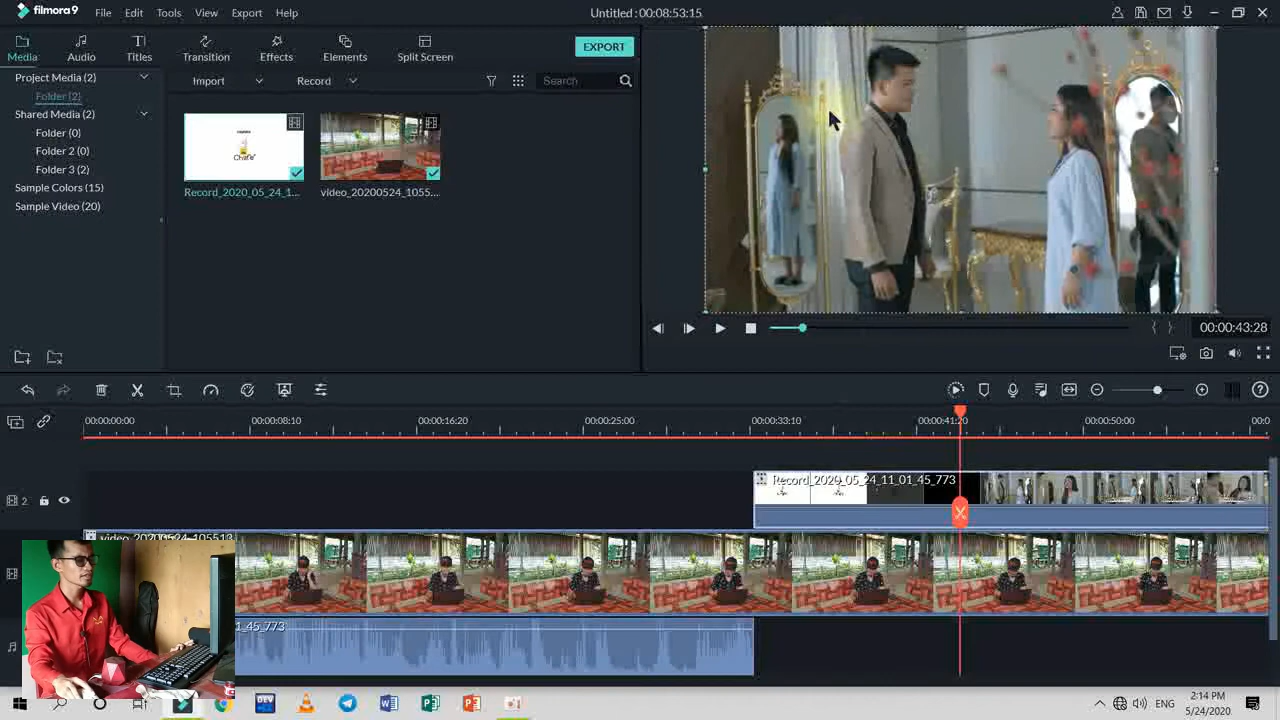 filmora9 File Edit Tools View Export Help Untitled : 00:08:53:15
Media Audio Titles Transition Effects Elements Split Screen EXPORT
Project Media (2) Import Record Search
Folder (2)
Shared Media (2)
Folder (0)
Folder 2 (0)
Folder 3 (2)
Sample Colors (15)
Sample Video (20)
Record_2020_05_24_1... video_20200524_1055...
00:00:43:28
00:00:00:00 00:00:08:10 00:00:16:20 00:00:25:00 00:00:33:10 00:00:41:20 00:00:50:00 00:0
2 Record_2020_05_24_11_01_45_773
1_45_773
DEV
2:14 PM
ENG
5/24/2020